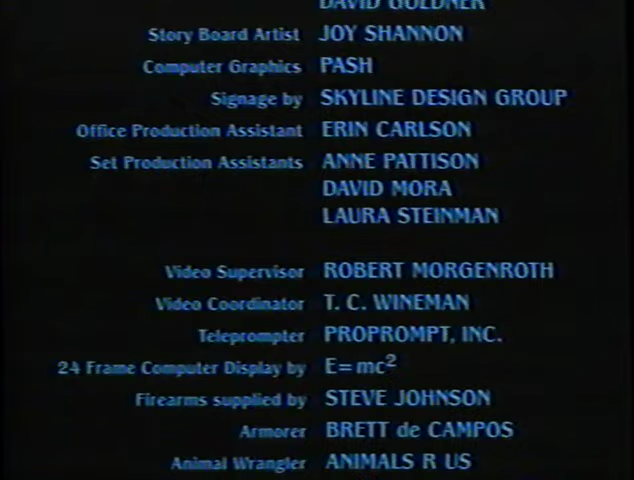 DAVID GOLDNER
Story Board Artist JOY SHANNON
Computer Graphics PASH
Signage by SKYLINE DESIGN GROUP
Office Production Assistant ERIN CARLSON
Set Production Assistants ANNE PATTISON
DAVID MORA
LAURA STEINMAN
Video Supervisor ROBERT MORGENROTH
Video Coordinator T. C. WINEMAN
Teleprompter PROPROMPT, INC.
24 Frame Computer Display by E=mc²
Firearms supplied by STEVE JOHNSON
Armorer BRETT de CAMPOS
Animal Wrangler ANIMALS R US